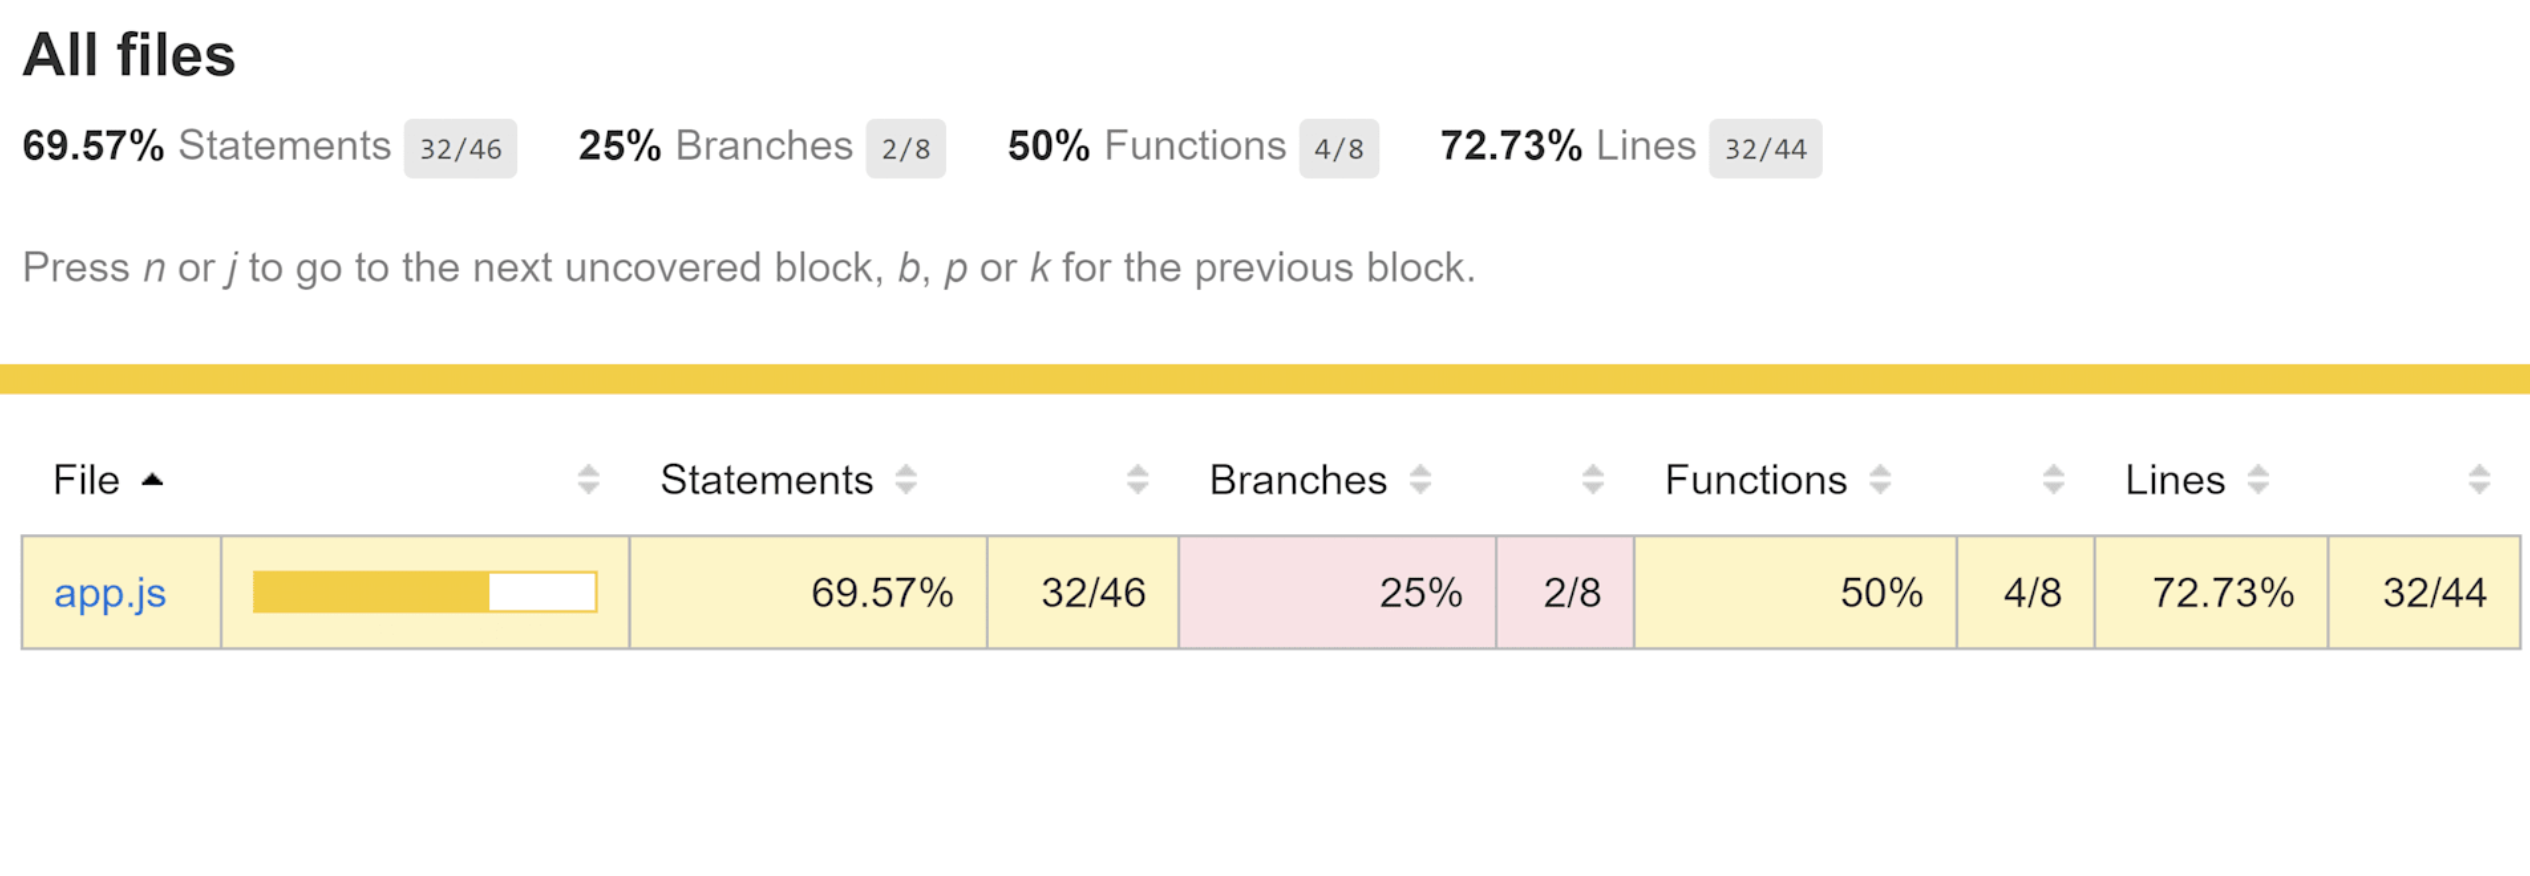 All files
69.57% Statements 32/46 25% Branches 2/8 50% Functions 4/8 72.73% Lines 32/44
Press n or j to go to the next uncovered block, b, p or k for the previous block.
File Statements Branches Functions Lines
app.js 69.57% 32/46 25% 2/8 50% 4/8 72.73% 32/44